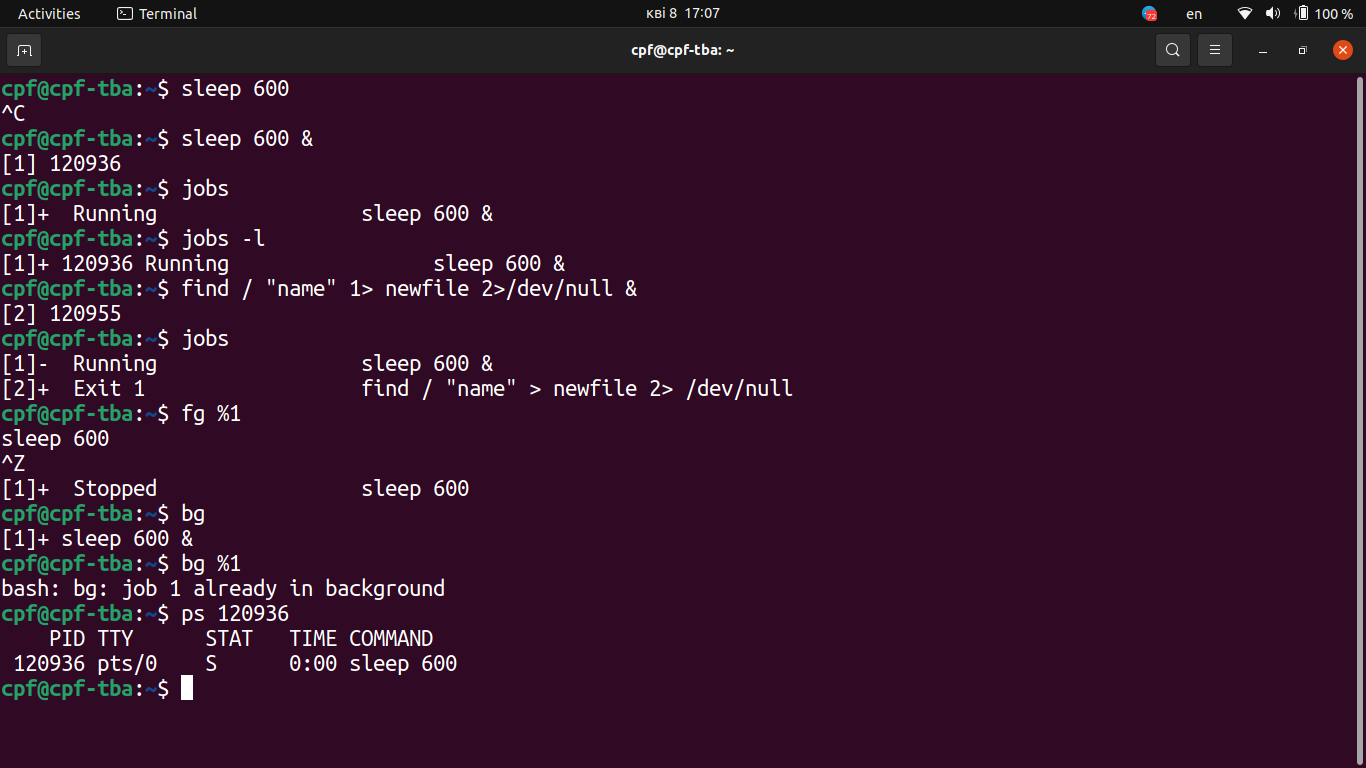 Activities Terminal кві 8 17:07 72 en 100 %
cpf@cpf-tba: ~
cpf@cpf-tba:~$ sleep 600
^C
cpf@cpf-tba:~$ sleep 600 &
[1] 120936
cpf@cpf-tba:~$ jobs
[1]+  Running                 sleep 600 &
cpf@cpf-tba:~$ jobs -l
[1]+ 120936 Running                 sleep 600 &
cpf@cpf-tba:~$ find / "name" 1> newfile 2>/dev/null &
[2] 120955
cpf@cpf-tba:~$ jobs
[1]-  Running                 sleep 600 &
[2]+  Exit 1                  find / "name" > newfile 2> /dev/null
cpf@cpf-tba:~$ fg %1
sleep 600
^Z
[1]+  Stopped                 sleep 600
cpf@cpf-tba:~$ bg
[1]+ sleep 600 &
cpf@cpf-tba:~$ bg %1
bash: bg: job 1 already in background
cpf@cpf-tba:~$ ps 120936
    PID TTY      STAT   TIME COMMAND
 120936 pts/0    S      0:00 sleep 600
cpf@cpf-tba:~$